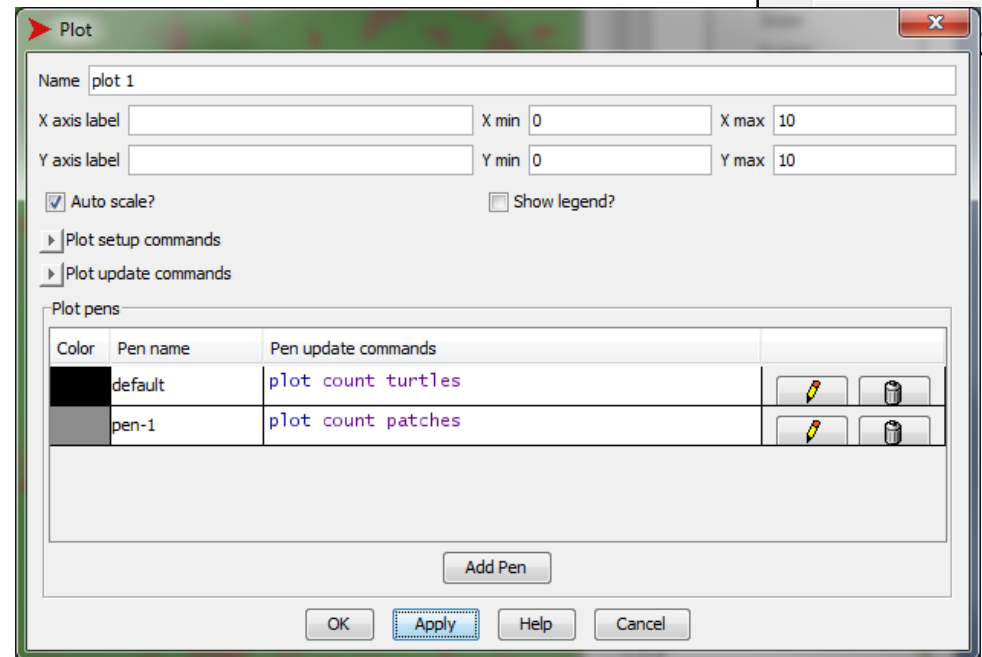 Plot
Name plot 1
X axis label X min 0 X max 10
Y axis label Y min 0 Y max 10
Auto scale? Show legend?
Plot setup commands
Plot update commands
Plot pens
Color Pen name Pen update commands
default plot count turtles
pen-1 plot count patches
Add Pen
OK Apply Help Cancel